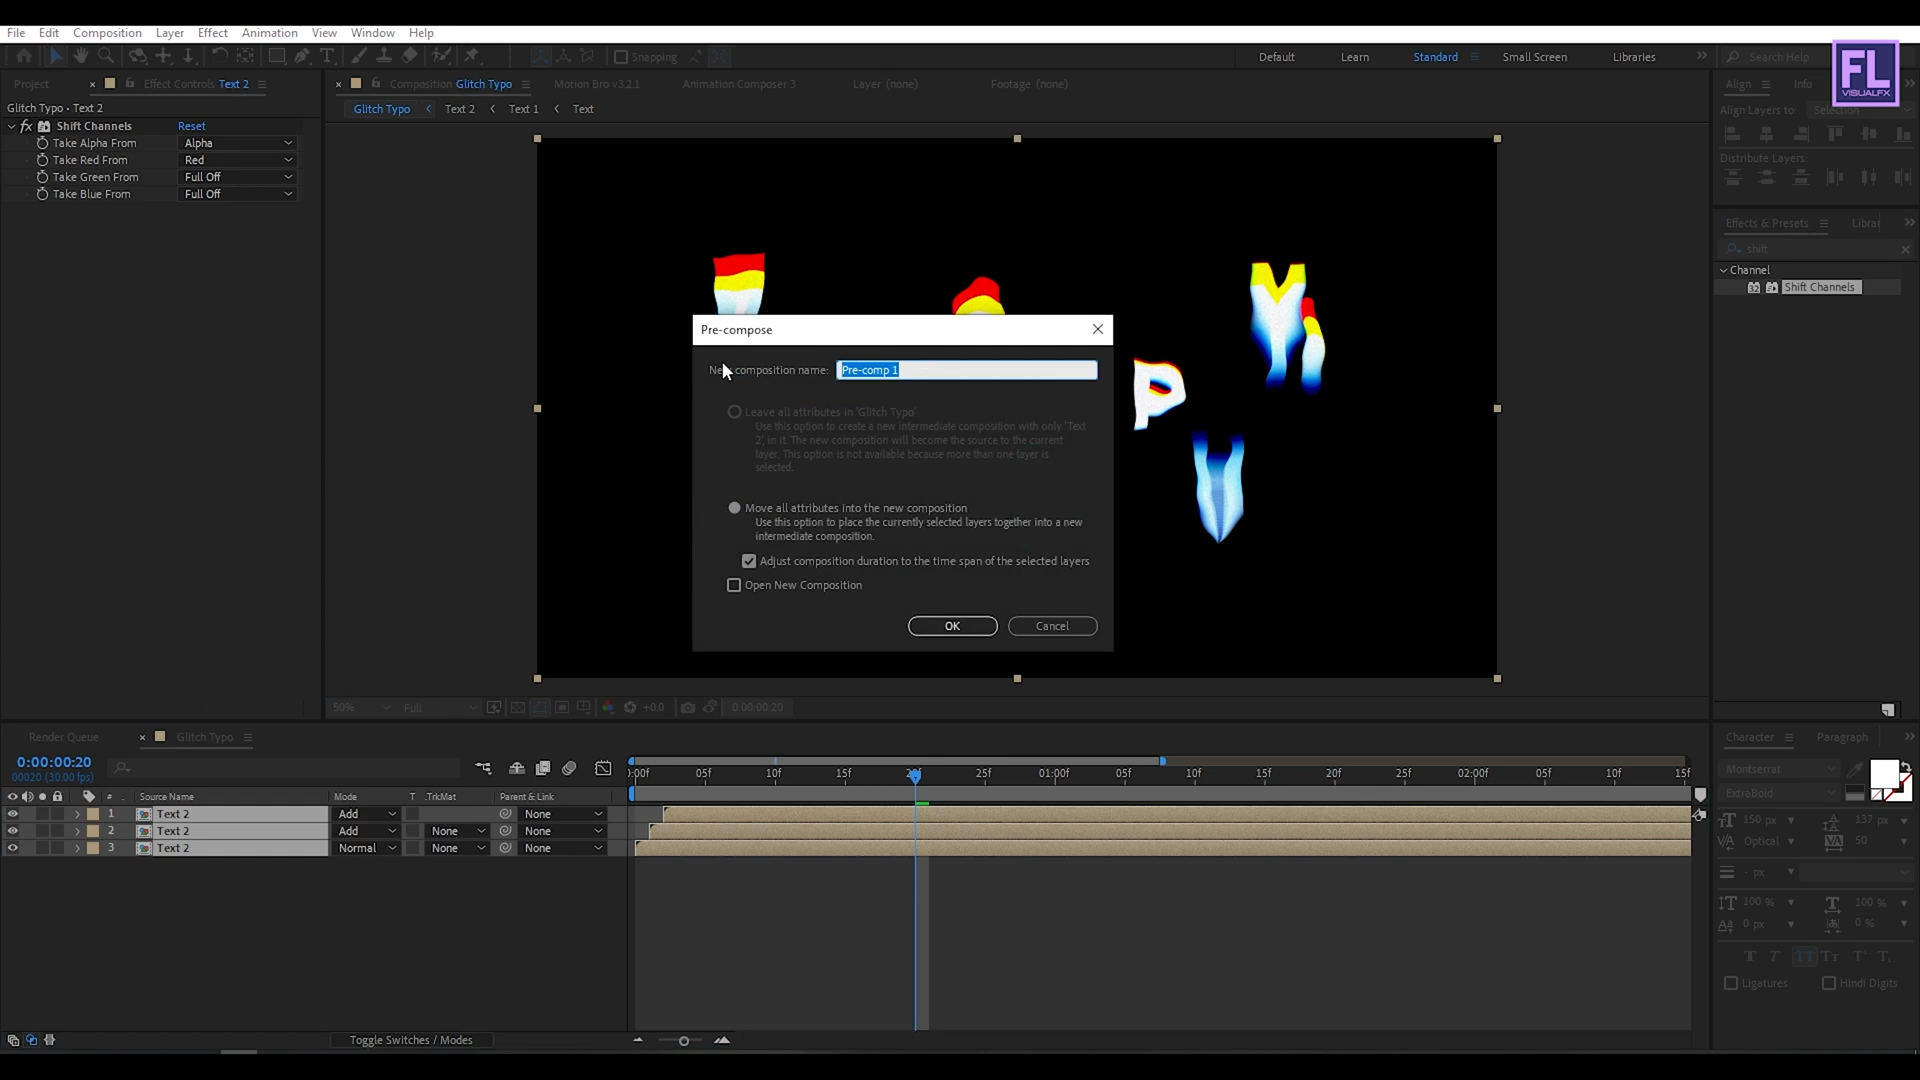 File Edit Composition Layer Effect Animation View Window Help
Snapping
Default Learn Standard Small Screen Libraries
Search Help
FL
VISUALFX
Project Effect Controls Text 2
Composition Glitch Typo Motion Bro v3.2.1 Animation Composer 3 Layer (none) Footage (none)
Align Info
Glitch Typo • Text 2
Glitch Typo Text 2 Text 1 Text
Align Layers to: Selection
fx Shift Channels Reset
Take Alpha From Alpha
Take Red From Red
Take Green From Full Off
Take Blue From Full Off
Distribute Layers:
Effects & Presets Librar
shift
Channel
32 Shift Channels
P
Pre-compose
New composition name: Pre-comp 1
Leave all attributes in 'Glitch Typo'
Use this option to create a new intermediate composition with only 'Text
2', in it. The new composition will become the source to the current
layer. This option is not available because more than one layer is
selected.
Move all attributes into the new composition
Use this option to place the currently selected layers together into a new
intermediate composition.
Adjust composition duration to the time span of the selected layers
Open New Composition
OK Cancel
50% Full +0.0 0:00:00:20
Render Queue Glitch Typo
Character Paragraph
0:00:00:20
00020 (30.00 fps)
:00f 05f 10f 15f 20f 25f 01:00f 05f 10f 15f 20f 25f 02:00f 05f 10f 15f
Montserrat
ExtraBold
# Source Name Mode T .TrkMat Parent & Link
1 Text 2 Add None
2 Text 2 Add None None
3 Text 2 Normal None None
150 px 137 px
Optical 50
- px
100 % 100 %
0 px 0 %
Ligatures Hindi Digits
Toggle Switches / Modes